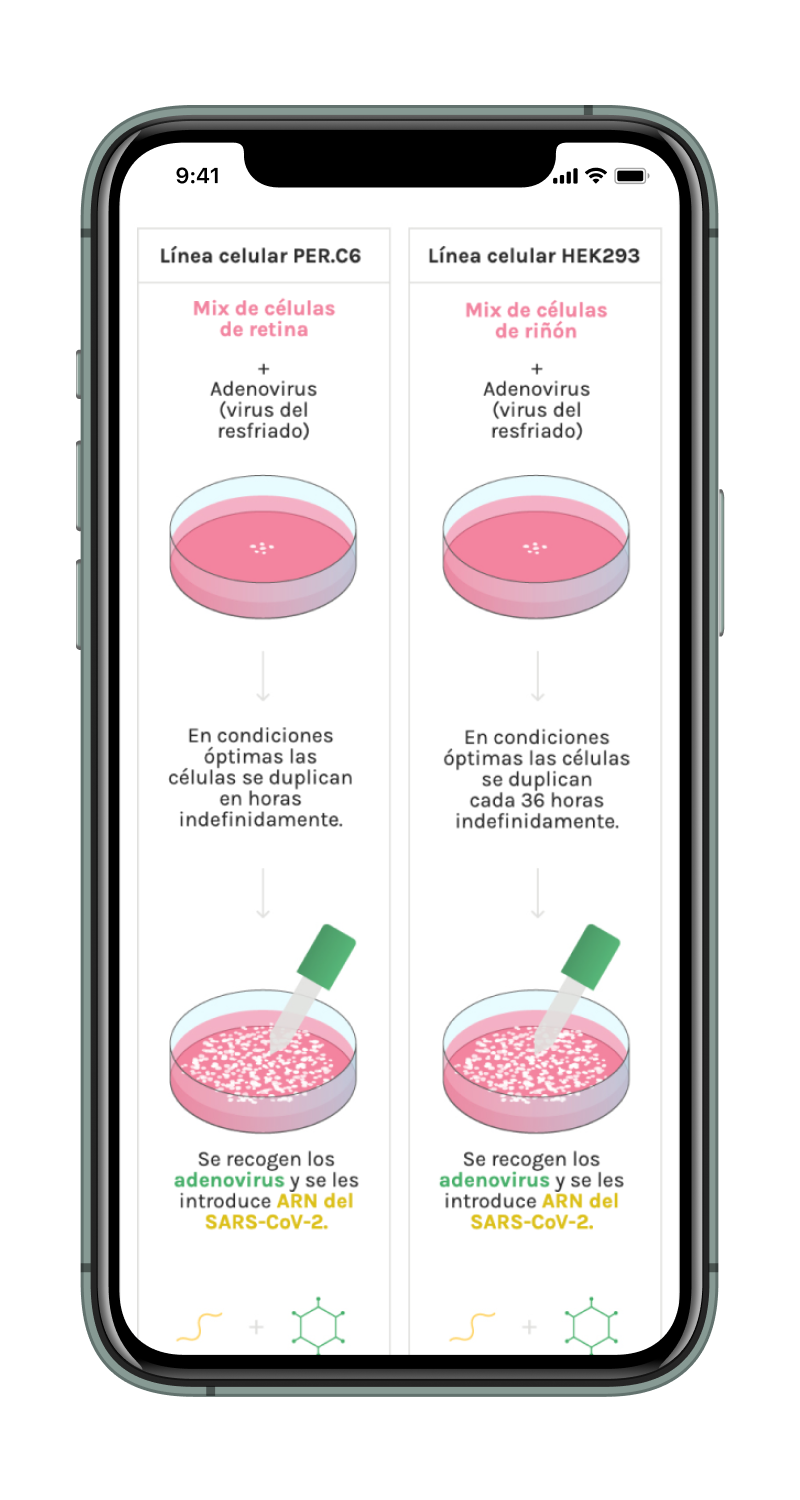 9:41
Línea celular PER.C6
Mix de células
de retina
+
Adenovirus
(virus del
resfriado)
En condiciones
óptimas las
células se duplican
en horas
indefinidamente.
Se recogen los
adenovirus y se les
introduce ARN del
SARS-CoV-2.
+
Línea celular HEK293
Mix de células
de riñón
+
Adenovirus
(virus del
resfriado)
En condiciones
óptimas las células
se duplican
cada 36 horas
indefinidamente.
Se recogen los
adenovirus y se les
introduce ARN del
SARS-CoV-2.
+